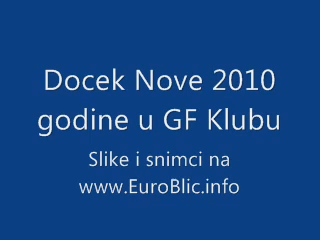 Docek Nove 2010
godine u GF Klubu
Slike i snimci na
www.EuroBlic.info